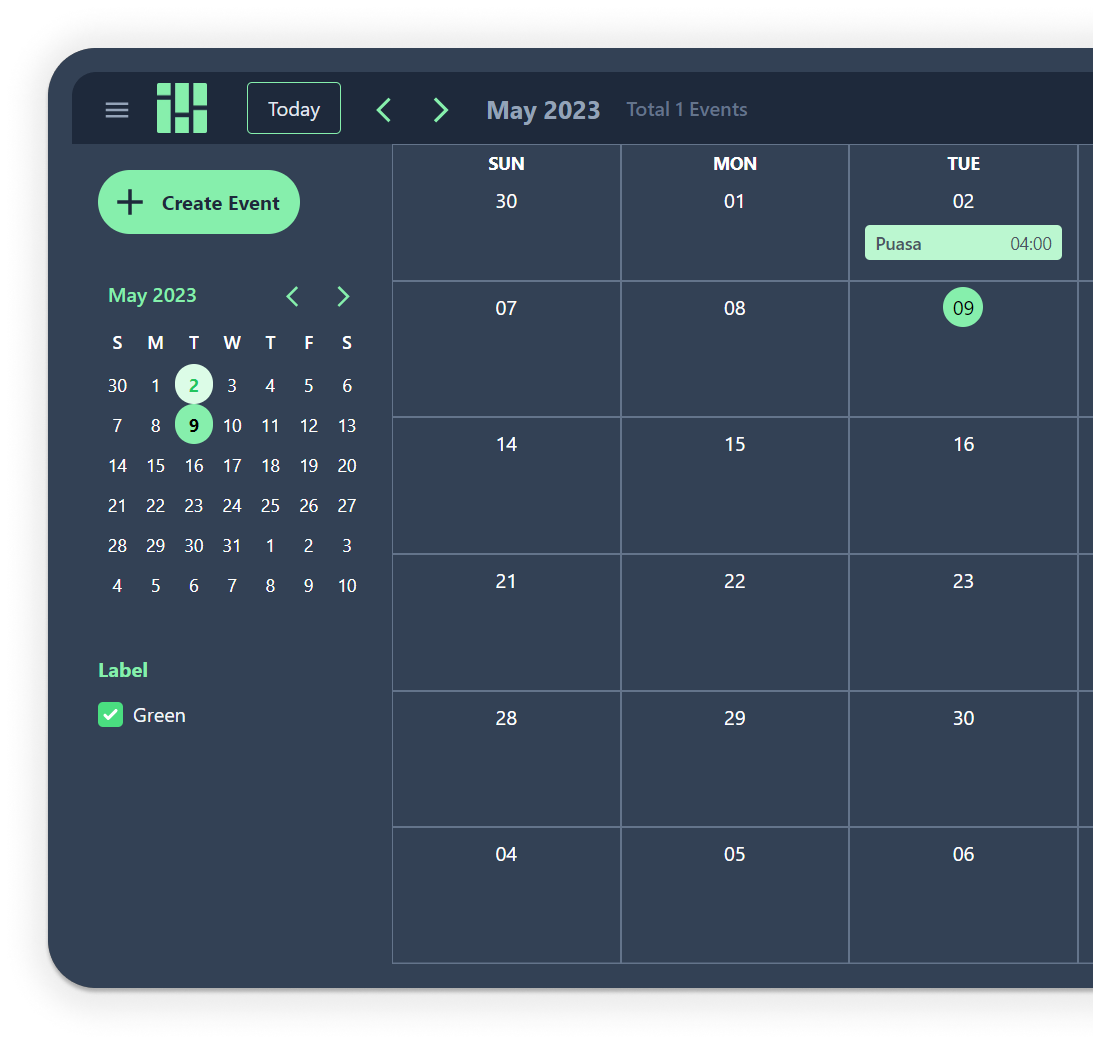 Today May 2023 Total 1 Events
Create Event
May 2023
S M T W T F S
30 1 2 3 4 5 6
7 8 9 10 11 12 13
14 15 16 17 18 19 20
21 22 23 24 25 26 27
28 29 30 31 1 2 3
4 5 6 7 8 9 10
Label
Green
SUN MON TUE
30 01 02
Puasa 04:00
07 08 09
14 15 16
21 22 23
28 29 30
04 05 06